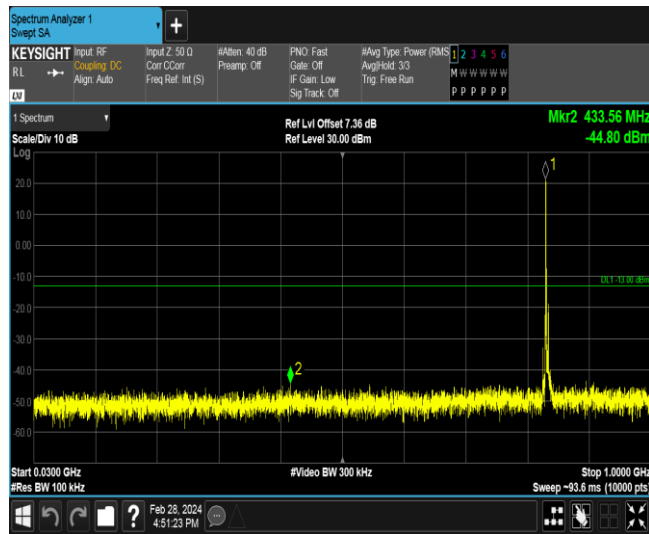 Spectrum Analyzer 1
Swept SA
+
KEYSIGHT
RL
LXI
Input: RF
Coupling: DC
Align: Auto
Input Z: 50 Ω
Corr CCorr
Freq Ref: Int (S)
#Atten: 40 dB
Preamp: Off
PNO: Fast
Gate: Off
IF Gain: Low
Sig Track: Off
#Avg Type: Power (RMS
Avg|Hold: 3/3
Trig: Free Run
1 2 3 4 5 6
M W W W W W
P P P P P P
1 Spectrum
Scale/Div 10 dB
Log
Ref Lvl Offset 7.36 dB
Ref Level 30.00 dBm
Mkr2 433.56 MHz
-44.80 dBm
1
20.0
10.0
0.00
-10.0
DL1 -13.00 dBm
-20.0
-30.0
-40.0
2
-50.0
-60.0
Start 0.0300 GHz
#Res BW 100 kHz
#Video BW 300 kHz
Stop 1.0000 GHz
Sweep ~93.6 ms (10000 pts)
?
Feb 28, 2024
4:51:23 PM